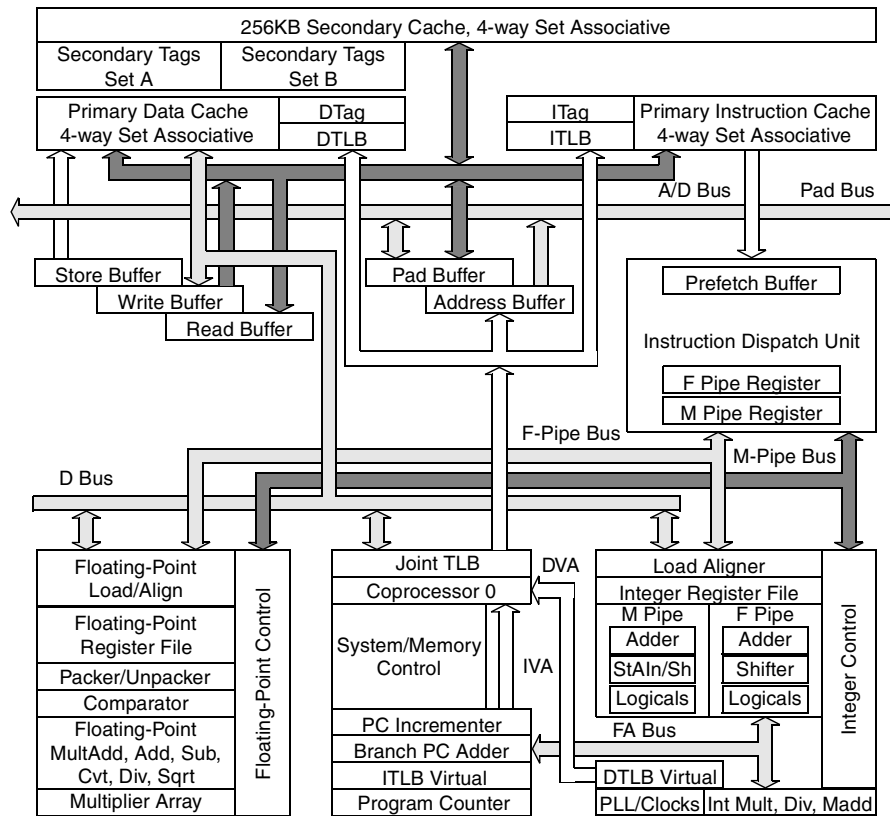 256KB Secondary Cache, 4-way Set Associative
Secondary Tags
Set A
Secondary Tags
Set B
Primary Data Cache
4-way Set Associative
DTag
DTLB
ITag
ITLB
Primary Instruction Cache
4-way Set Associative
A/D Bus
Pad Bus
Store Buffer
Write Buffer
Read Buffer
Pad Buffer
Address Buffer
Prefetch Buffer
Instruction Dispatch Unit
F Pipe Register
M Pipe Register
F-Pipe Bus
M-Pipe Bus
D Bus
Floating-Point
Load/Align
Floating-Point
Register File
Packer/Unpacker
Comparator
Floating-Point
MultAdd, Add, Sub,
Cvt, Div, Sqrt
Multiplier Array
Floating-Point Control
Joint TLB
Coprocessor 0
System/Memory
Control
PC Incrementer
Branch PC Adder
ITLB Virtual
Program Counter
DVA
IVA
Load Aligner
Integer Register File
M Pipe
Adder
StAln/Sh
Logicals
F Pipe
Adder
Shifter
Logicals
FA Bus
Integer Control
DTLB Virtual
PLL/Clocks
Int Mult, Div, Madd